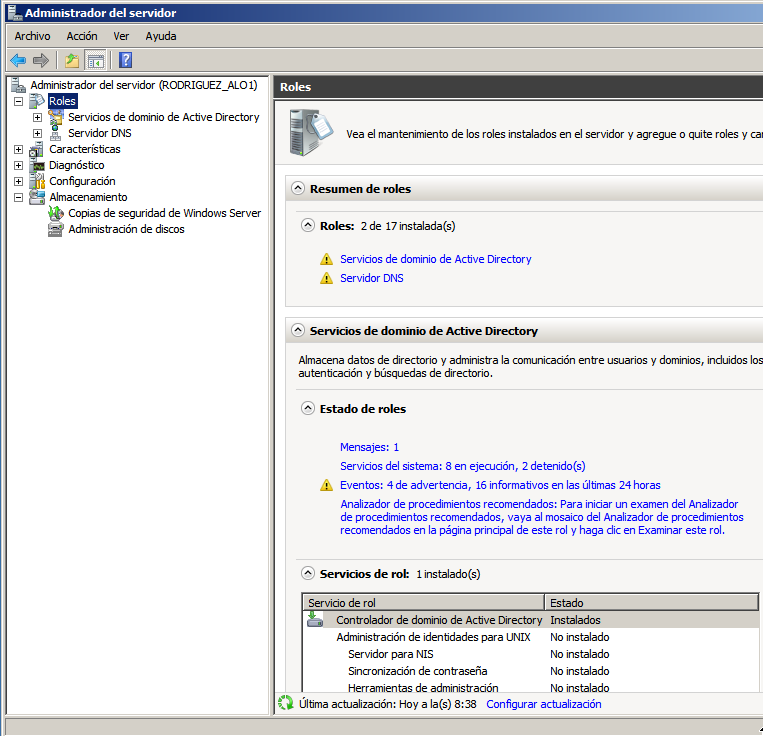 Administrador del servidor
Archivo Acción Ver Ayuda
Administrador del servidor (RODRIGUEZ_ALO1)
Roles
Servicios de dominio de Active Directory
Servidor DNS
Características
Diagnóstico
Configuración
Almacenamiento
Copias de seguridad de Windows Server
Administración de discos
Roles
Vea el mantenimiento de los roles instalados en el servidor y agregue o quite roles y car
Resumen de roles
Roles: 2 de 17 instalada(s)
Servicios de dominio de Active Directory
Servidor DNS
Servicios de dominio de Active Directory
Almacena datos de directorio y administra la comunicación entre usuarios y dominios, incluidos los
autenticación y búsquedas de directorio.
Estado de roles
Mensajes: 1
Servicios del sistema: 8 en ejecución, 2 detenido(s)
Eventos: 4 de advertencia, 16 informativos en las últimas 24 horas
Analizador de procedimientos recomendados: Para iniciar un examen del Analizador
de procedimientos recomendados, vaya al mosaico del Analizador de procedimientos
recomendados en la página principal de este rol y haga clic en Examinar este rol.
Servicios de rol: 1 instalado(s)
Servicio de rol Estado
Controlador de dominio de Active Directory Instalados
Administración de identidades para UNIX No instalado
Servidor para NIS No instalado
Sincronización de contraseña No instalado
Herramientas de administración No instalado
Última actualización: Hoy a la(s) 8:38 Configurar actualización